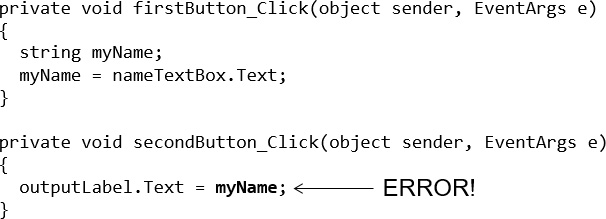 private void firstButton_Click(object sender, EventArgs e)
{
string myName;
myName = nameTextBox.Text;
}
private void secondButton_Click(object sender, EventArgs e)
{
outputLabel.Text = myName; ERROR!
}